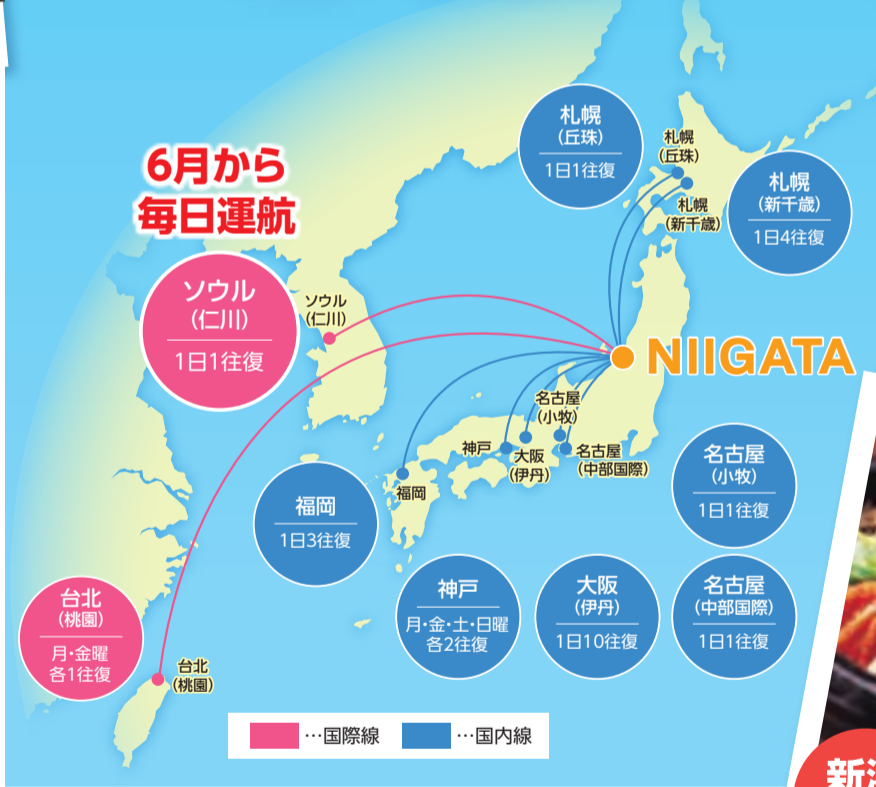 6月から
毎日運航
ソウル
(仁川)
1日1往復
ソウル
(仁川)
札幌
(丘珠)
1日1往復
札幌
(丘珠)
札幌
(新千歳)
札幌
(新千歳)
1日4往復
NIIGATA
名古屋
(小牧)
神戸
大阪
(伊丹)
名古屋
(中部国際)
福岡
福岡
1日3往復
名古屋
(小牧)
1日1往復
神戸
月・金・土・日曜
各2往復
大阪
(伊丹)
1日10往復
名古屋
(中部国際)
1日1往復
台北
(桃園)
月・金曜
各1往復
台北
(桃園)
…国際線
…国内線